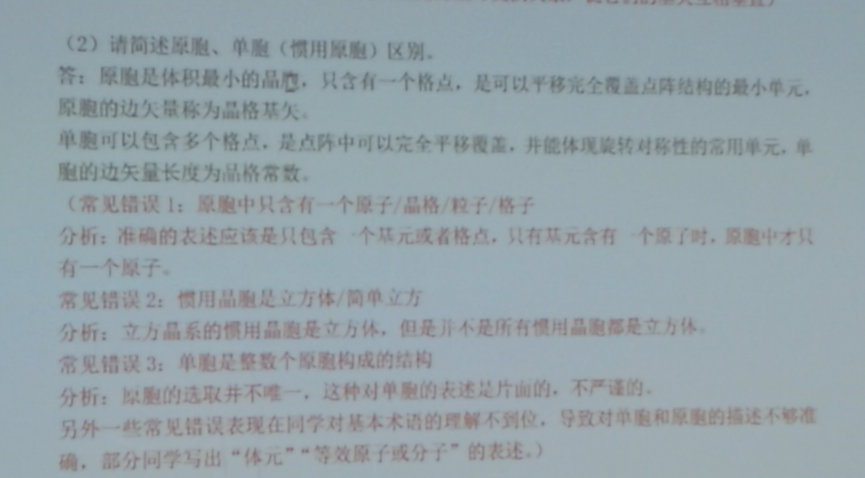 （2）请简述原胞、单胞（惯用原胞）区别。
答：原胞是体积最小的晶胞，只含有一个格点，是可以平移完全覆盖点阵结构的最小单元，
原胞的边矢量称为晶格基矢。
单胞可以包含多个格点，是点阵中可以完全平移覆盖，并能体现旋转对称性的常用单元，单
胞的边矢量长度为晶格常数。
（常见错误1：原胞中只含有一个原子/晶格/粒子/格子
分析：准确的表述应该是只包含一个基元或者格点，只有基元含有一个原子时，原胞中才只
有一个原子。
常见错误2：惯用晶胞是立方体/简单立方
分析：立方晶系的惯用晶胞是立方体，但是并不是所有惯用晶胞都是立方体。
常见错误3：单胞是整数个原胞构成的结构
分析：原胞的选取并不唯一，这种对单胞的表述是片面的，不严谨的。
另外一些常见错误表现在同学对基本术语的理解不到位，导致对单胞和原胞的描述不够准
确，部分同学写出“体元”“等效原子或分子”的表述。）